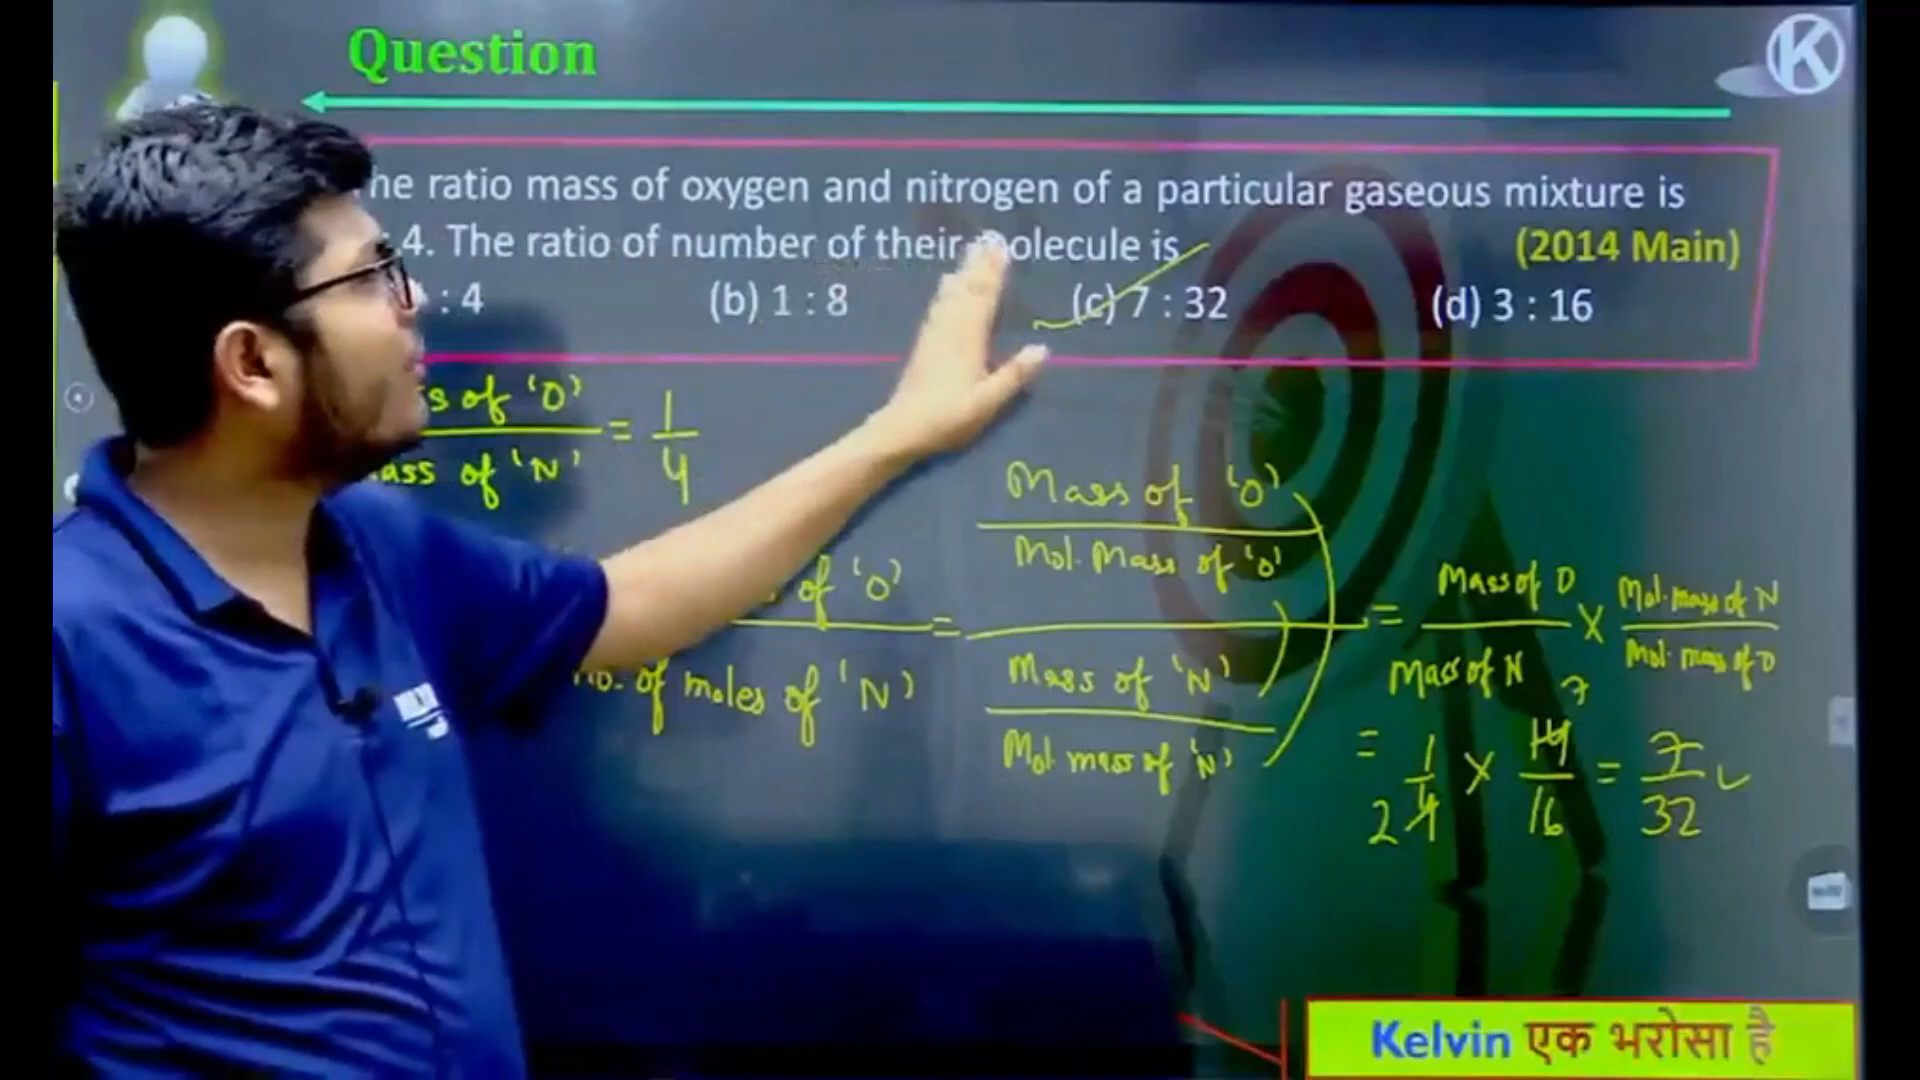 Question
he ratio mass of oxygen and nitrogen of a particular gaseous mixture is
: 4. The ratio of number of their molecule is (2014 Main)
: 4 (b) 1 : 8 (c) 7 : 32 (d) 3 : 16
s of 'O' / ass of 'N' = 1/4
of 'O' / no. of moles of 'N' = Mass of 'O' / Mol. Mass of 'O' / Mass of 'N' / Mol. mass of 'N' = Mass of O / Mass of N × Mol. mass of N / Mol. mass of O
= 1/4 × 14/16 = 7/32
2
7
K
Kelvin एक भरोसा है